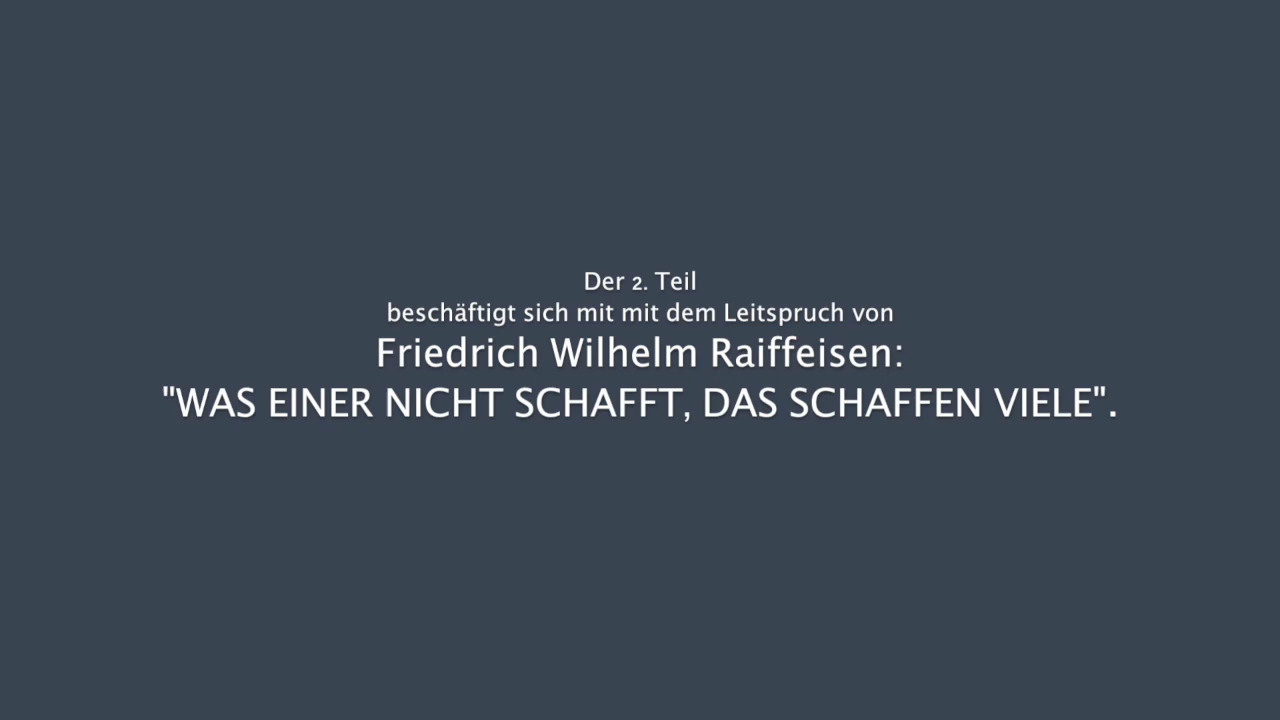 Der 2. Teil
beschäftigt sich mit mit dem Leitspruch von
Friedrich Wilhelm Raiffeisen:
"WAS EINER NICHT SCHAFFT, DAS SCHAFFEN VIELE".